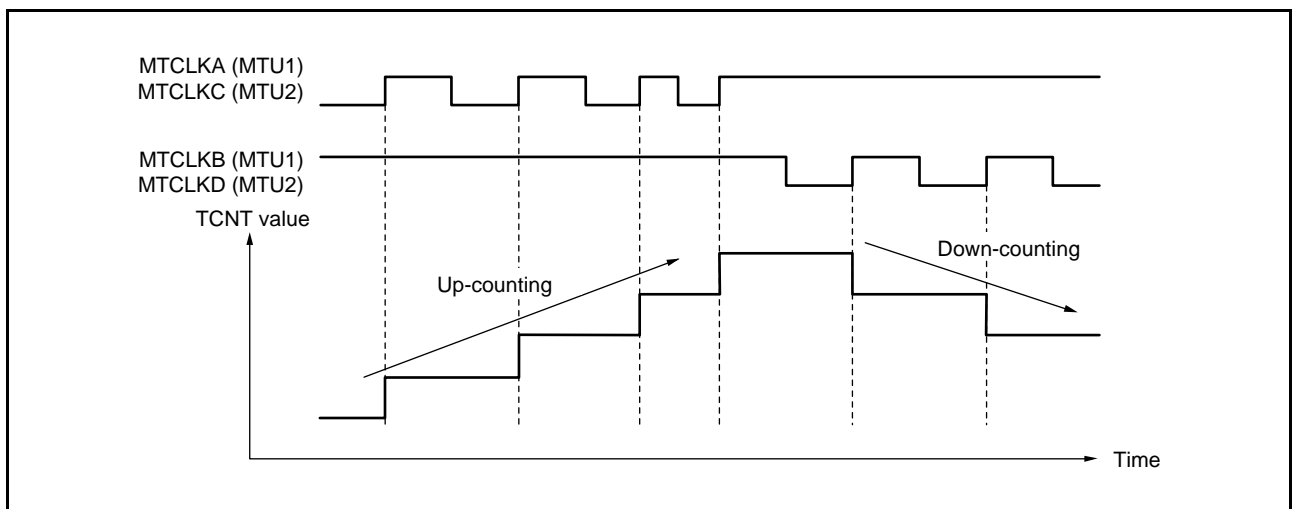 MTCLKA (MTU1)
MTCLKC (MTU2)
MTCLKB (MTU1)
MTCLKD (MTU2)
TCNT value
Down-counting
Up-counting
Time